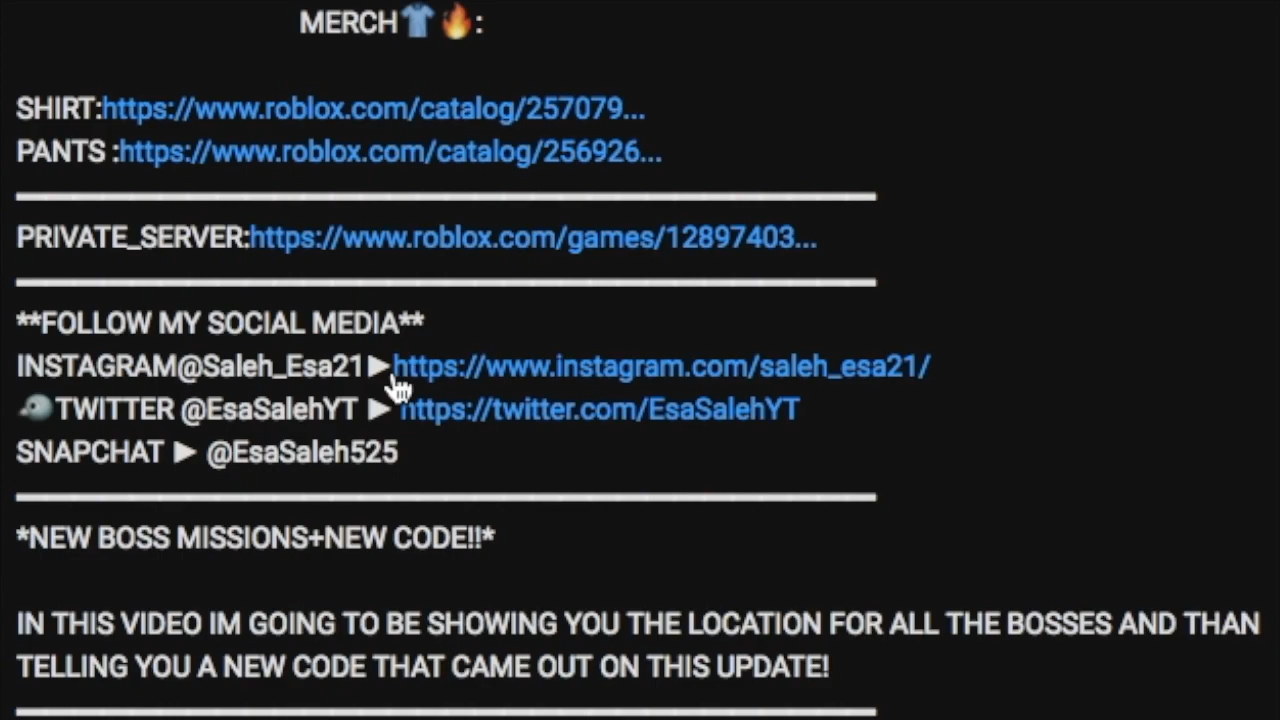 MERCH👕🔥:
SHIRT:https://www.roblox.com/catalog/257079...
PANTS :https://www.roblox.com/catalog/256926...
PRIVATE_SERVER:https://www.roblox.com/games/12897403...
**FOLLOW MY SOCIAL MEDIA**
INSTAGRAM@Saleh_Esa21►https://www.instagram.com/saleh_esa21/
🐦TWITTER @EsaSalehYT ► https://twitter.com/EsaSalehYT
SNAPCHAT ► @EsaSaleh525
*NEW BOSS MISSIONS+NEW CODE!!*
IN THIS VIDEO IM GOING TO BE SHOWING YOU THE LOCATION FOR ALL THE BOSSES AND THAN
TELLING YOU A NEW CODE THAT CAME OUT ON THIS UPDATE!